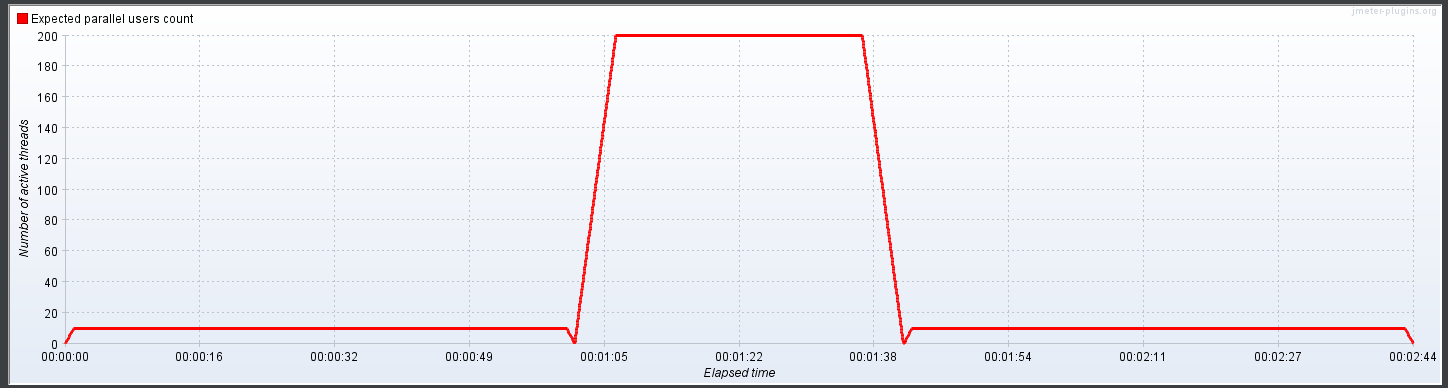 jmeter-plugins.org
Expected parallel users count
200
180
160
140
120
100
80
60
40
20
0
Number of active threads
00:00:00 00:00:16 00:00:32 00:00:49 00:01:05 00:01:22 00:01:38 00:01:54 00:02:11 00:02:27 00:02:44
Elapsed time